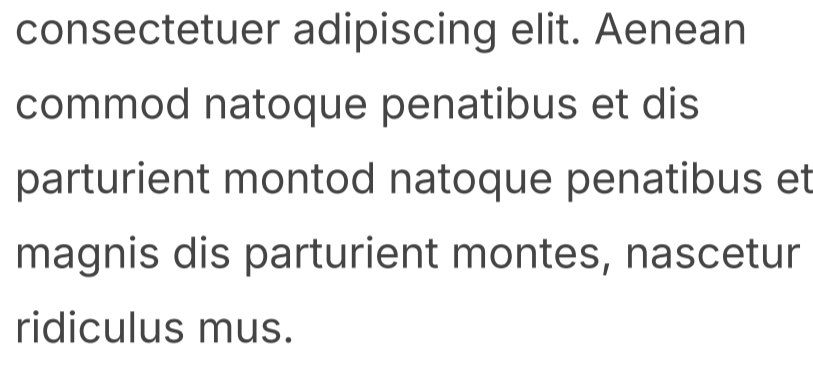 consectetuer adipiscing elit. Aenean
commod natoque penatibus et dis
parturient montod natoque penatibus et
magnis dis parturient montes, nascetur
ridiculus mus.